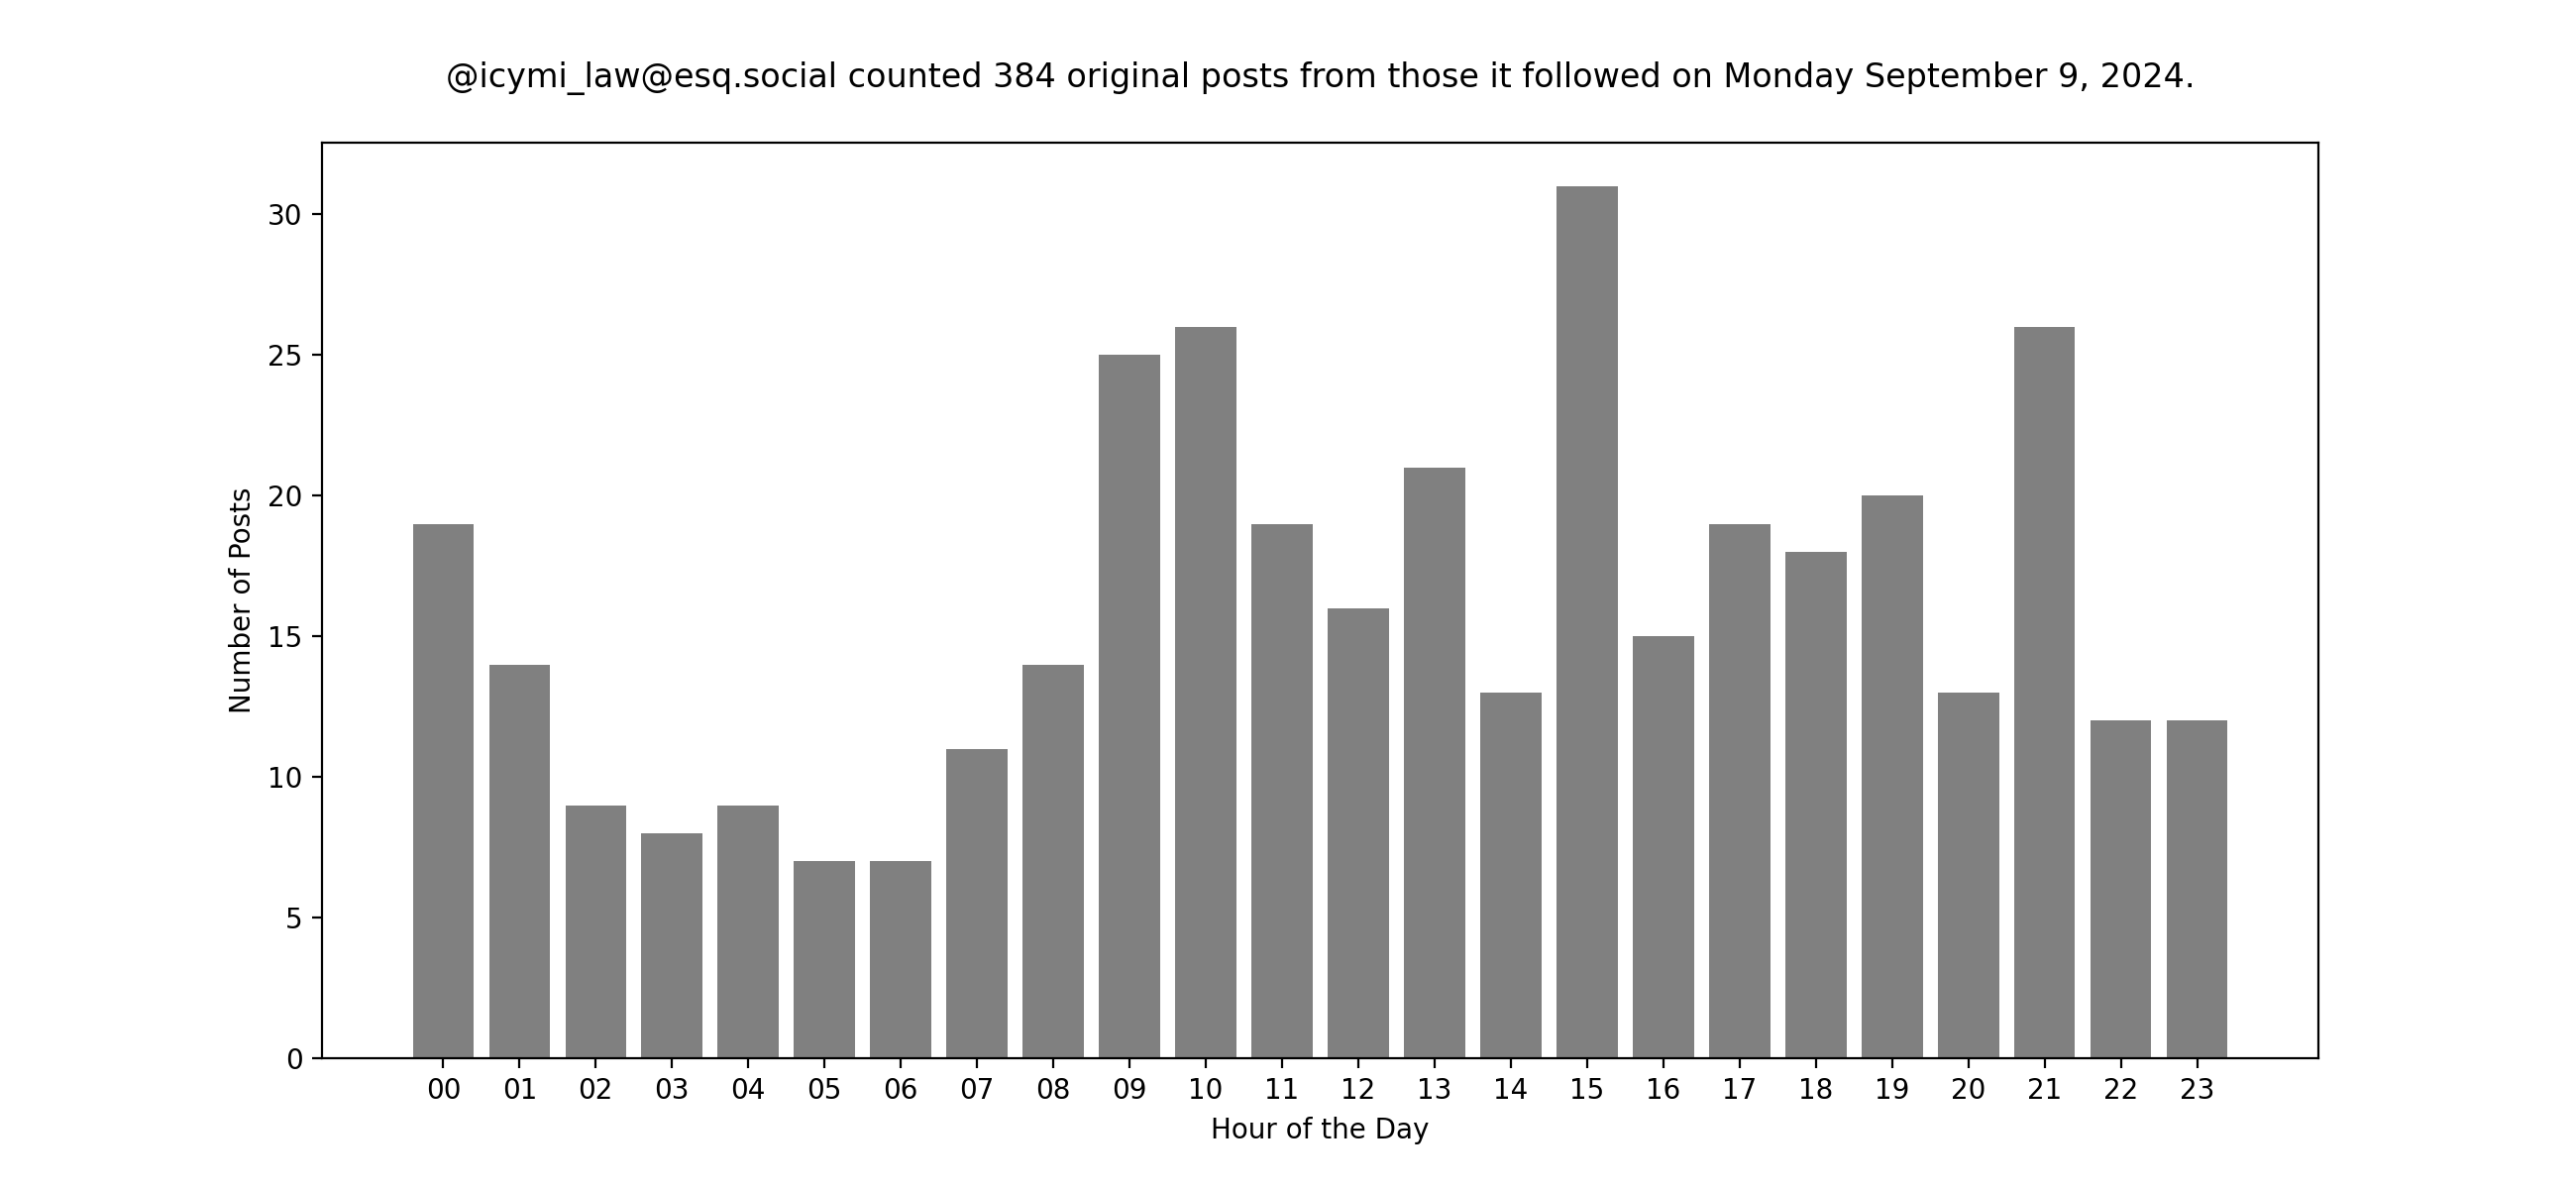 @icymi_law@esq.social counted 384 original posts from those it followed on Monday September 9, 2024.
30
25
20
15
10
5
0
Number of Posts
00 01 02 03 04 05 06 07 08 09 10 11 12 13 14 15 16 17 18 19 20 21 22 23
Hour of the Day